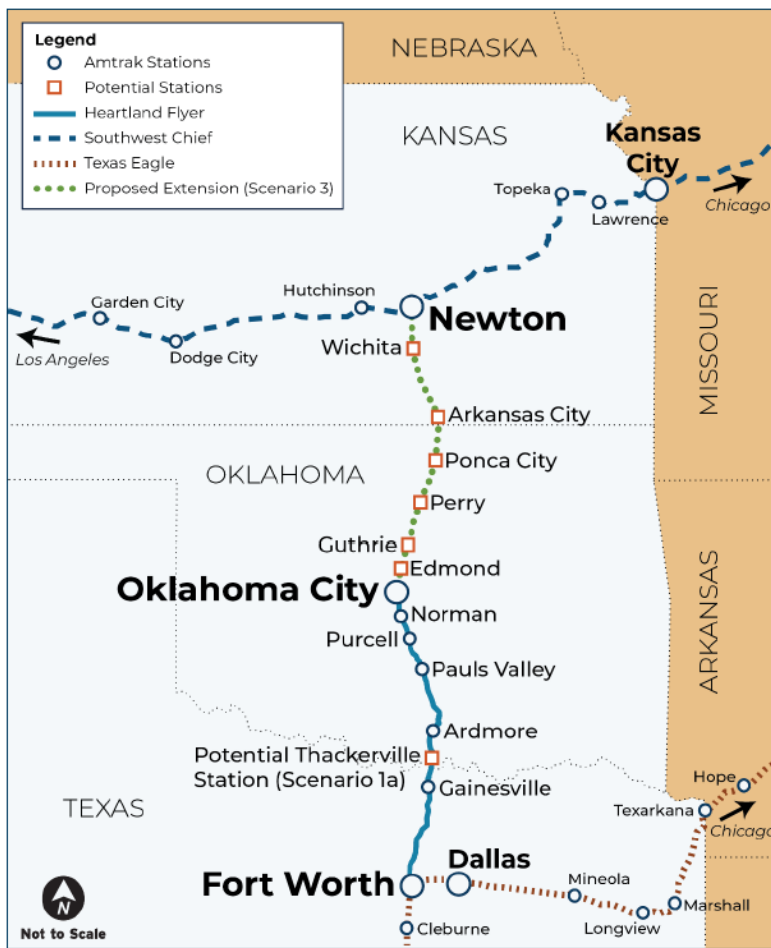 Legend
Amtrak Stations
Potential Stations
Heartland Flyer
Southwest Chief
Texas Eagle
Proposed Extension (Scenario 3)
NEBRASKA
KANSAS
Kansas
City
Topeka
Lawrence
Chicago
Hutchinson
Garden City
Newton
Los Angeles
Dodge City
Wichita
MISSOURI
Arkansas City
OKLAHOMA
Ponca City
Perry
Guthrie
Edmond
Oklahoma City
Norman
Purcell
ARKANSAS
Pauls Valley
Ardmore
Potential Thackerville
Station (Scenario 1a)
Gainesville
TEXAS
Hope
Texarkana
Chicago
Dallas
Fort Worth
Mineola
Marshall
Longview
Cleburne
N
Not to Scale